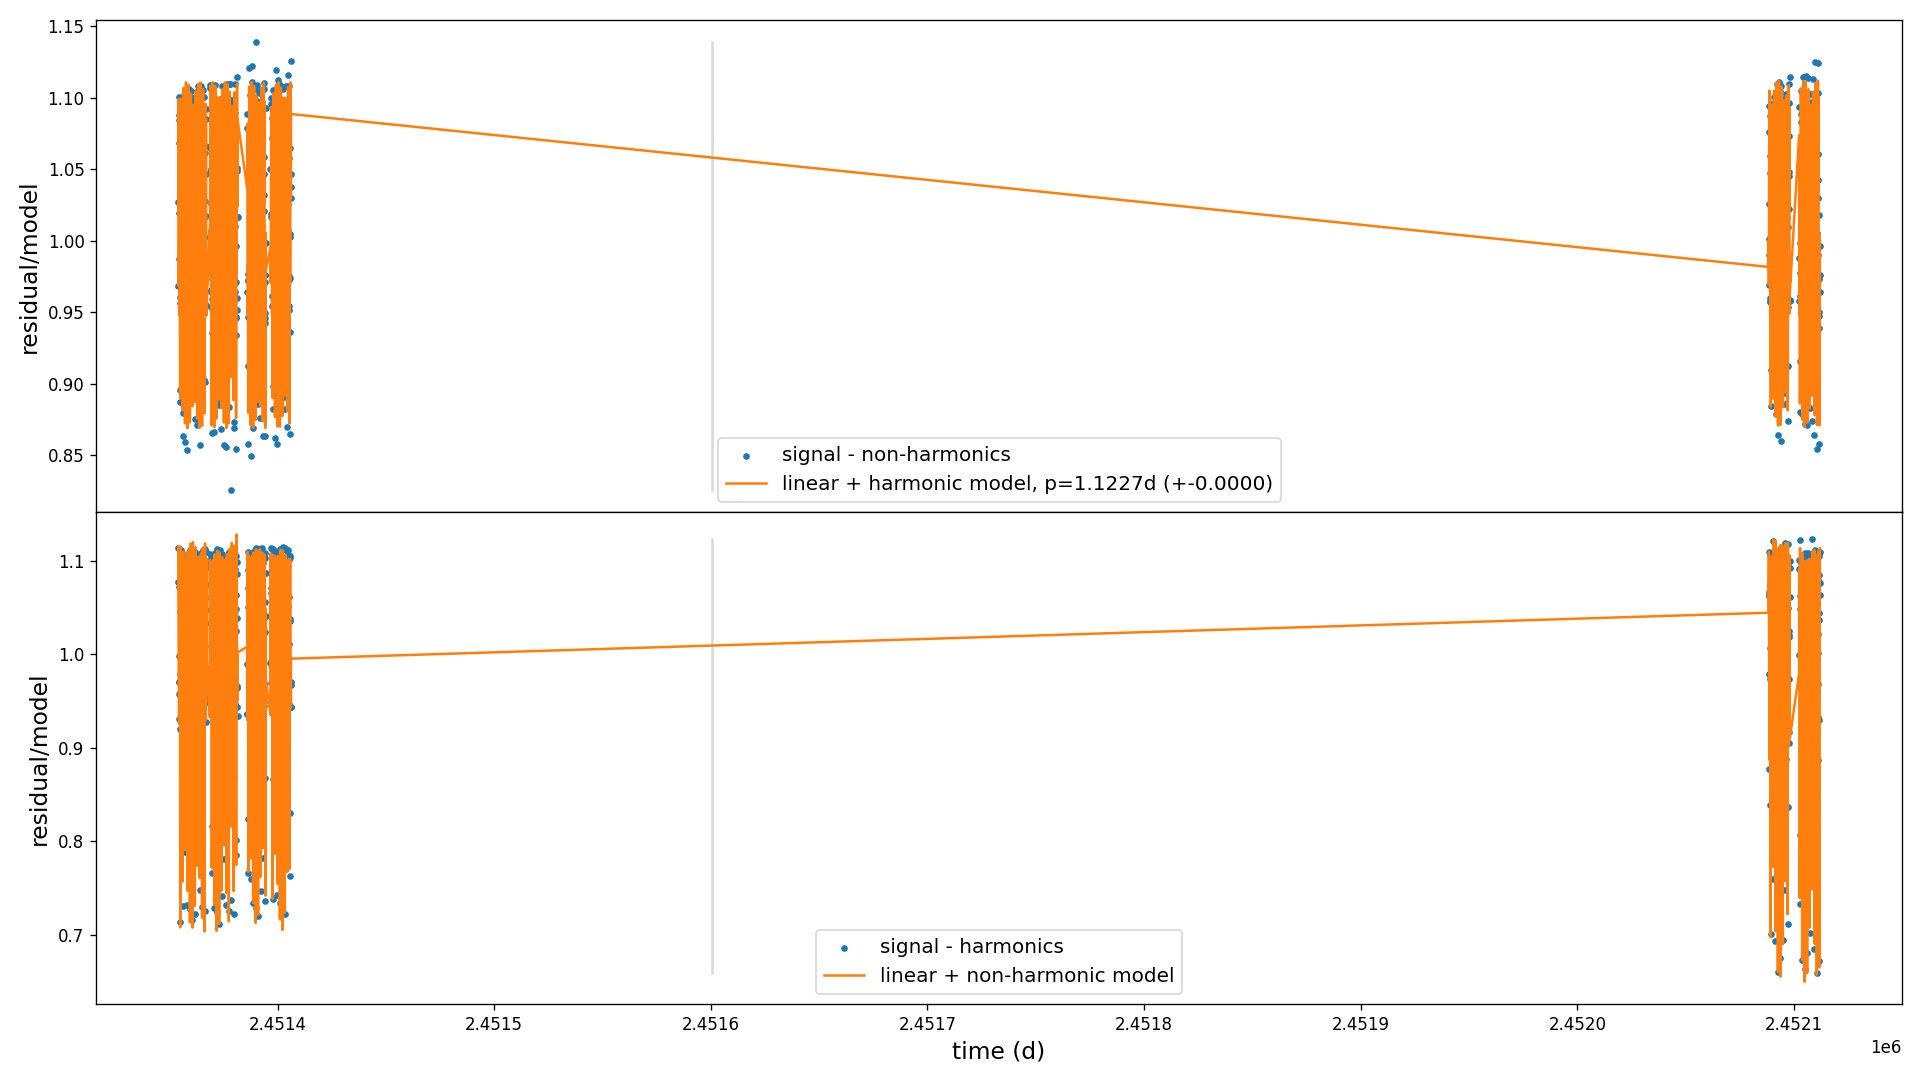 1.15
1.10
1.05
1.00
0.95
0.90
0.85
residual/model
signal - non-harmonics
linear + harmonic model, p=1.1227d (+-0.0000)
1.1
1.0
0.9
0.8
0.7
residual/model
signal - harmonics
linear + non-harmonic model
2.4514 2.4515 2.4516 2.4517 2.4518 2.4519 2.4520 2.4521
time (d)
1e6